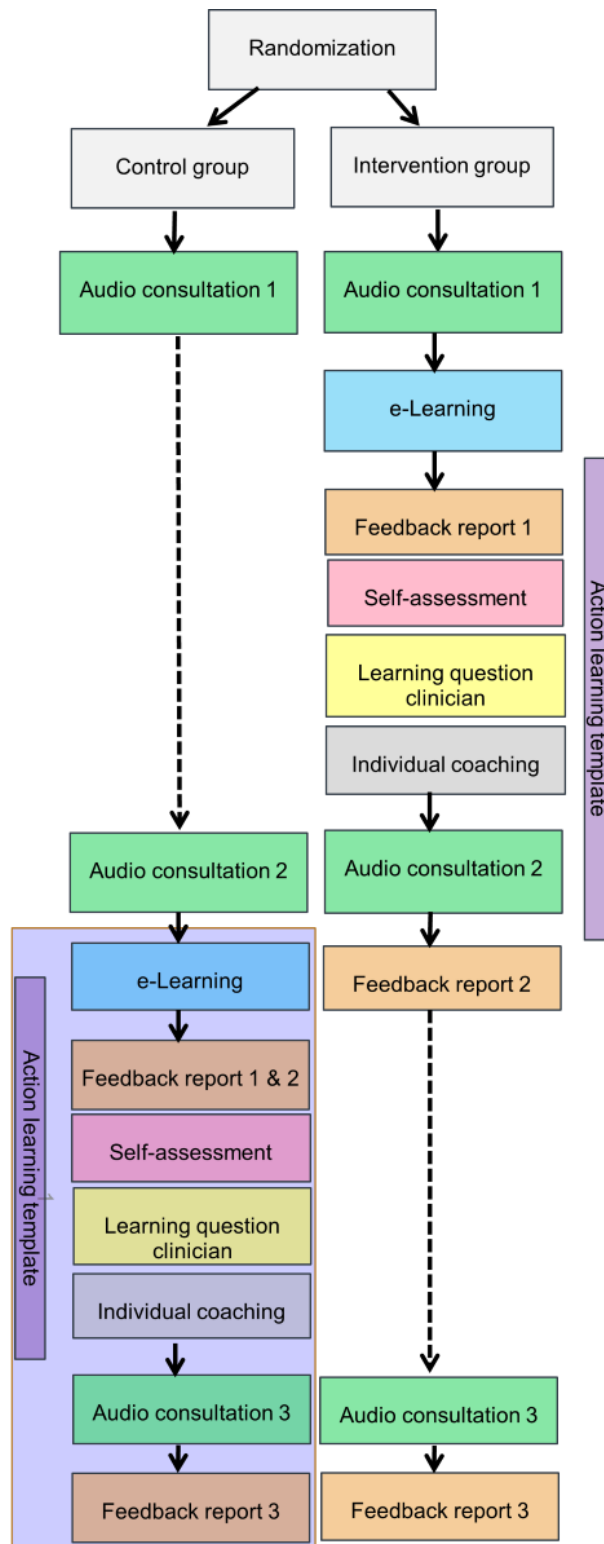 Randomization
Control group
Intervention group
Audio consultation 1
Audio consultation 1
e-Learning
Feedback report 1
Self-assessment
Learning question
clinician
Individual coaching
Action learning template
Audio consultation 2
Audio consultation 2
e-Learning
Feedback report 2
Feedback report 1 & 2
Self-assessment
Learning question
clinician
Individual coaching
Action learning template
Audio consultation 3
Audio consultation 3
Feedback report 3
Feedback report 3